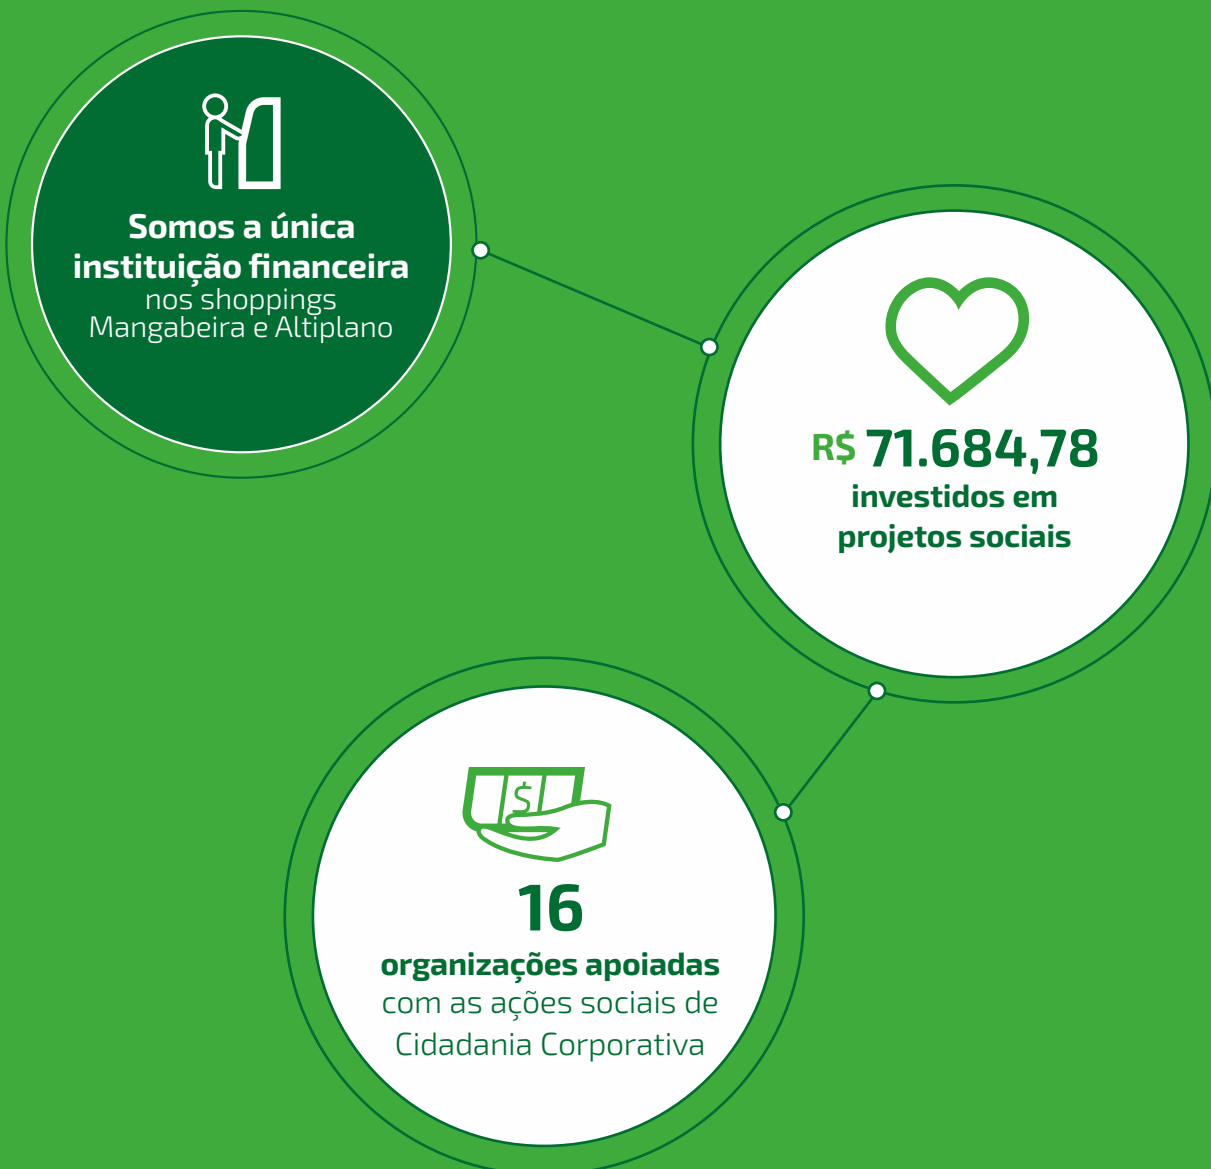 Somos a única
instituição financeira
nos shoppings
Mangabeira e Altiplano
R$ 71.684,78
investidos em
projetos sociais
$
16
organizações apoiadas
com as ações sociais de
Cidadania Corporativa